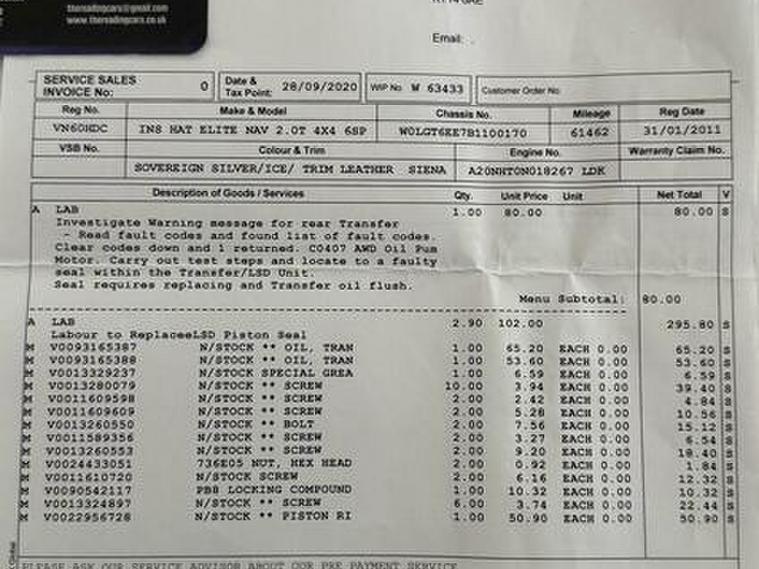 thereadingcars@gmail.com
www.thereadingcars.co.uk
Email: .
SERVICE SALES INVOICE No: 0 Date & Tax Point: 28/09/2020 WIP No. W 63433 Customer Order No.
Reg No. Make & Model Chassis No. Mileage Reg Date
VN60HDC INS HAT ELITE NAV 2.0T 4X4 6SP W0LGT6EE7B1100170 61462 31/01/2011
VSB No. Colour & Trim Engine No. Warranty Claim No.
SOVEREIGN SILVER/ICE/ TRIM LEATHER SIENA A20NHT0N018267 LDK
Description of Goods / Services Qty. Unit Price Unit Net Total V
A LAB 1.00 80.00 80.00 S
Investigate Warning message for rear Transfer
- Read fault codes and found list of fault codes.
Clear codes down and 1 returned. C0407 AWD Oil Pum
Motor. Carry out test steps and locate to a faulty
seal within the Transfer/LSD Unit.
Seal requires replacing and Transfer oil flush.
Menu Subtotal: 80.00
A LAB 2.90 102.00 295.80 S
Labour to ReplaceeLSD Piston Seal
M V0093165387 N/STOCK ** OIL, TRAN 1.00 65.20 EACH 0.00 65.20 S
M V0093165388 N/STOCK ** OIL, TRAN 1.00 53.60 EACH 0.00 53.60 S
M V0013329237 N/STOCK SPECIAL GREA 1.00 6.59 EACH 0.00 6.59 S
M V0013280079 N/STOCK ** SCREW 10.00 3.94 EACH 0.00 39.40 S
M V0011609598 N/STOCK ** SCREW 2.00 2.42 EACH 0.00 4.84 S
M V0011609609 N/STOCK ** SCREW 2.00 5.28 EACH 0.00 10.56 S
M V0013260550 N/STOCK ** BOLT 2.00 7.56 EACH 0.00 15.12 S
M V0011589356 N/STOCK ** SCREW 2.00 3.27 EACH 0.00 6.54 S
M V0013260553 N/STOCK ** SCREW 2.00 9.20 EACH 0.00 18.40 S
M V0024433051 736E05 NUT, HEX HEAD 2.00 0.92 EACH 0.00 1.84 S
M V0011610720 N/STOCK SCREW 2.00 6.16 EACH 0.00 12.32 S
M V0090542117 PB8 LOCKING COMPOUND 1.00 10.32 EACH 0.00 10.32 S
M V0013324897 N/STOCK ** SCREW 6.00 3.74 EACH 0.00 22.44 S
M V0022956728 N/STOCK ** PISTON RI 1.00 50.90 EACH 0.00 50.90 S
PLEASE ASK OUR SERVICE ADVISOR ABOUT OUR PRE PAYMENT SERVICE